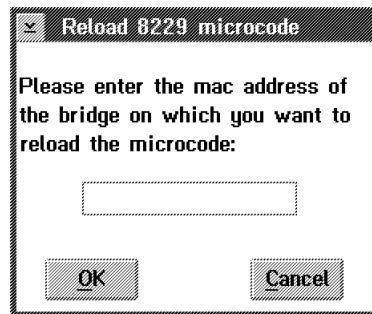 Reload 8229 microcode
Please enter the mac address of
the bridge on which you want to
reload the microcode:
OK
Cancel